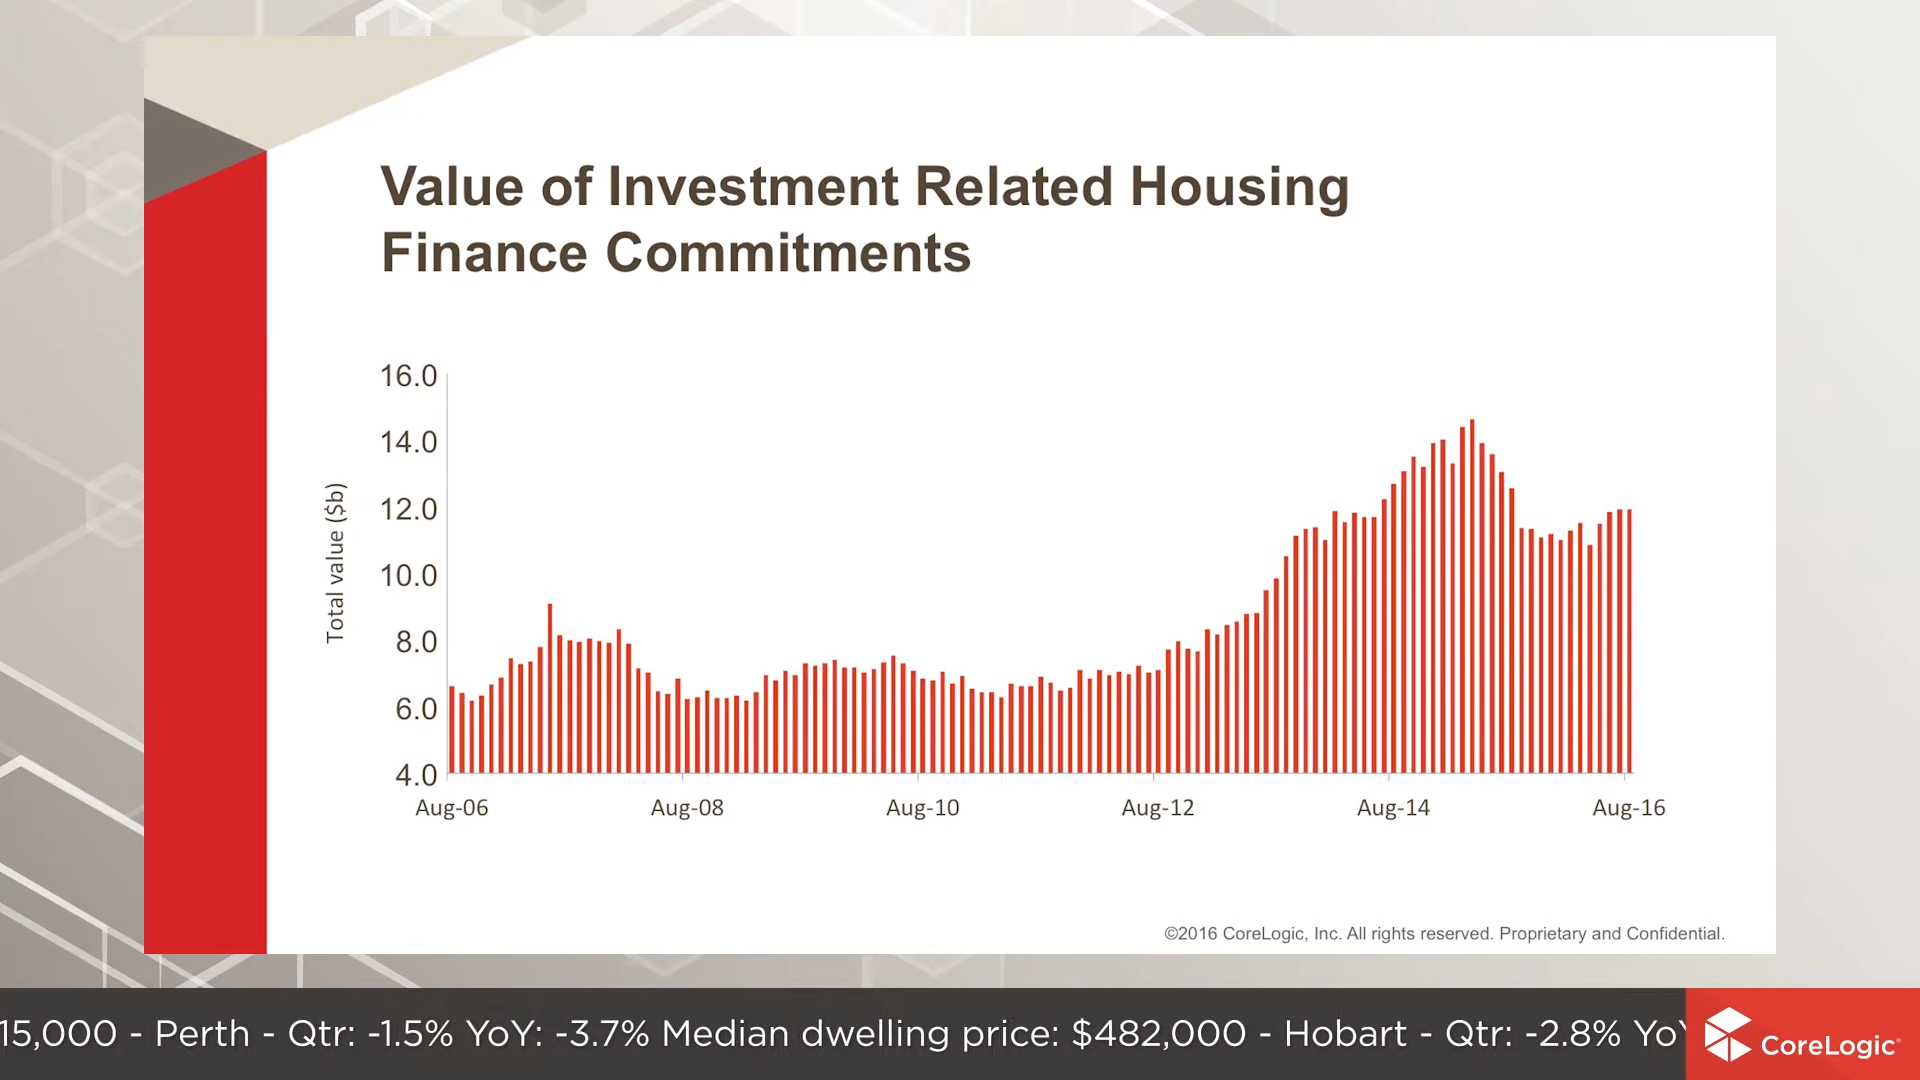 Value of Investment Related Housing
Finance Commitments
Total value ($b)
16.0
14.0
12.0
10.0
8.0
6.0
4.0
Aug-06 Aug-08 Aug-10 Aug-12 Aug-14 Aug-16
©2016 CoreLogic, Inc. All rights reserved. Proprietary and Confidential.
15,000 - Perth - Qtr: -1.5% YoY: -3.7% Median dwelling price: $482,000 - Hobart - Qtr: -2.8% Yo
CoreLogic